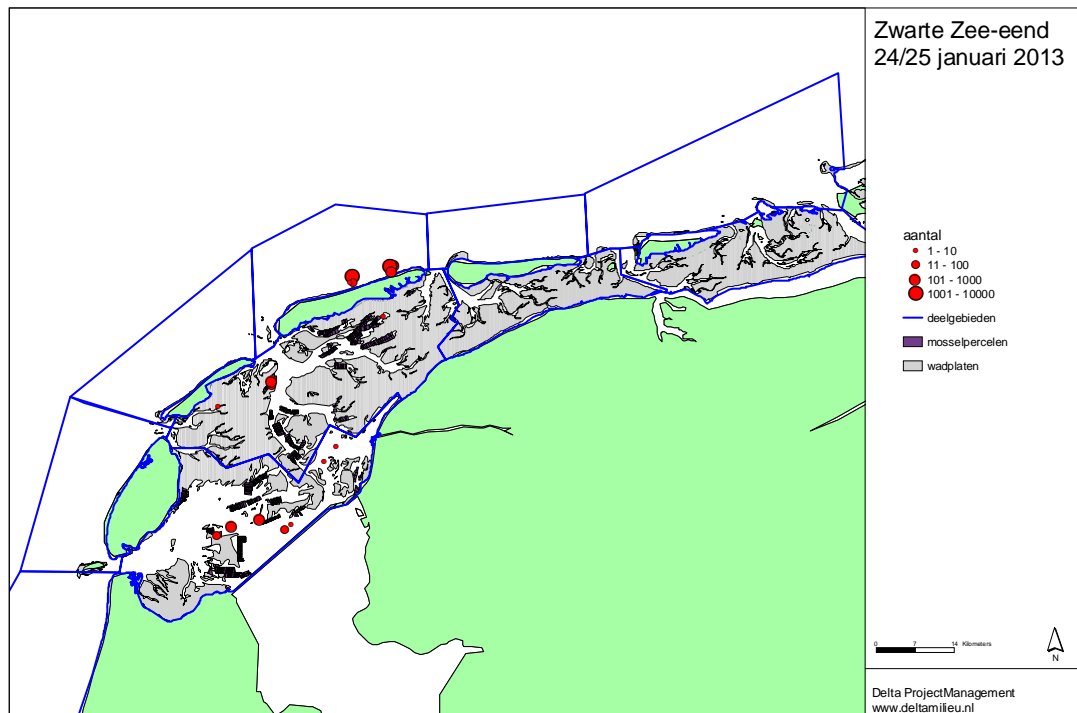 Zwarte Zee-eend
24/25 januari 2013
aantal
1 - 10
11 - 100
101 - 1000
1001 - 10000
deelgebieden
mosselpercelen
wadplaten
0 7 14 Kilometers
N
Delta ProjectManagement
www.deltamilieu.nl